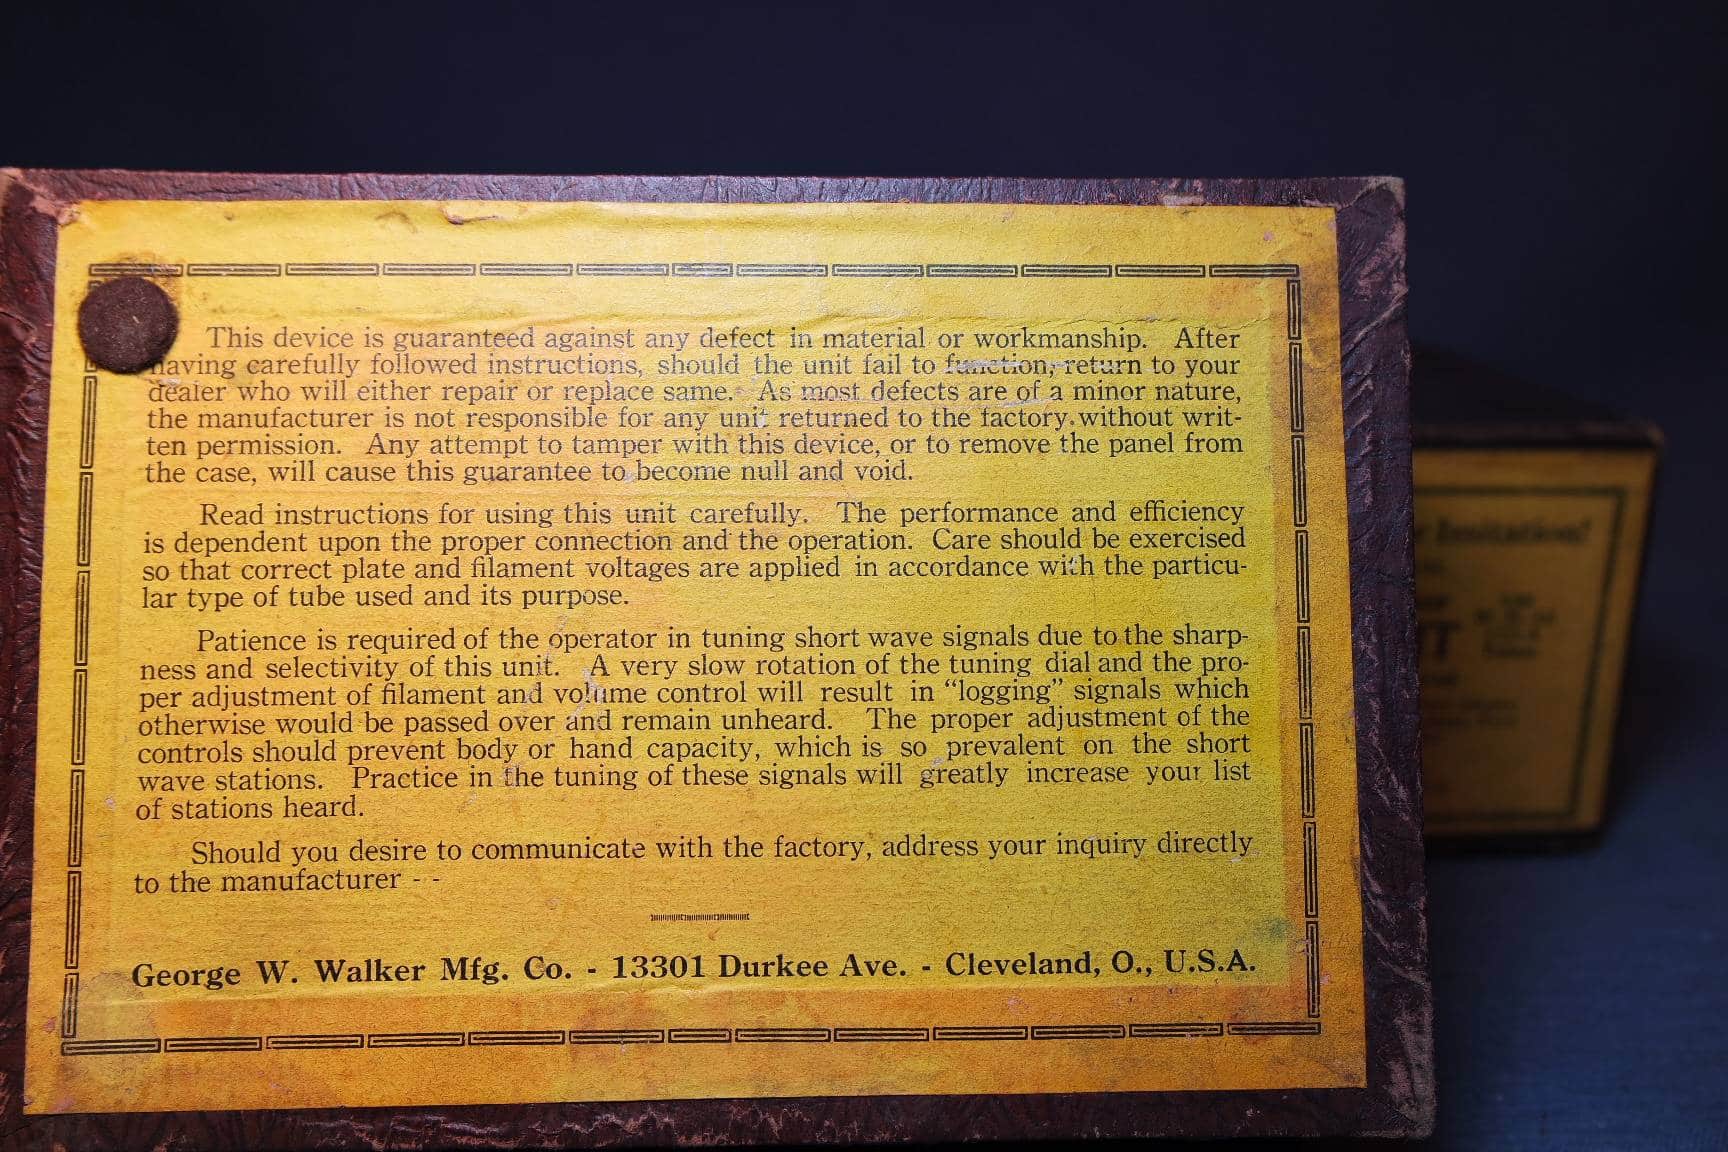 This device is guaranteed against any defect in material or workmanship. After
having carefully followed instructions, should the unit fail to function, return to your
dealer who will either repair or replace same. As most defects are of a minor nature,
the manufacturer is not responsible for any unit returned to the factory without writ-
ten permission. Any attempt to tamper with this device, or to remove the panel from
the case, will cause this guarantee to become null and void.
Read instructions for using this unit carefully. The performance and efficiency
is dependent upon the proper connection and the operation. Care should be exercised
so that correct plate and filament voltages are applied in accordance with the particu-
lar type of tube used and its purpose.
Patience is required of the operator in tuning short wave signals due to the sharp-
ness and selectivity of this unit. A very slow rotation of the tuning dial and the pro-
per adjustment of filament and volume control will result in “logging” signals which
otherwise would be passed over and remain unheard. The proper adjustment of the
controls should prevent body or hand capacity, which is so prevalent on the short
wave stations. Practice in the tuning of these signals will greatly increase your list
of stations heard.
Should you desire to communicate with the factory, address your inquiry directly
to the manufacturer - -
George W. Walker Mfg. Co. - 13301 Durkee Ave. - Cleveland, O., U.S.A.
Imitation!